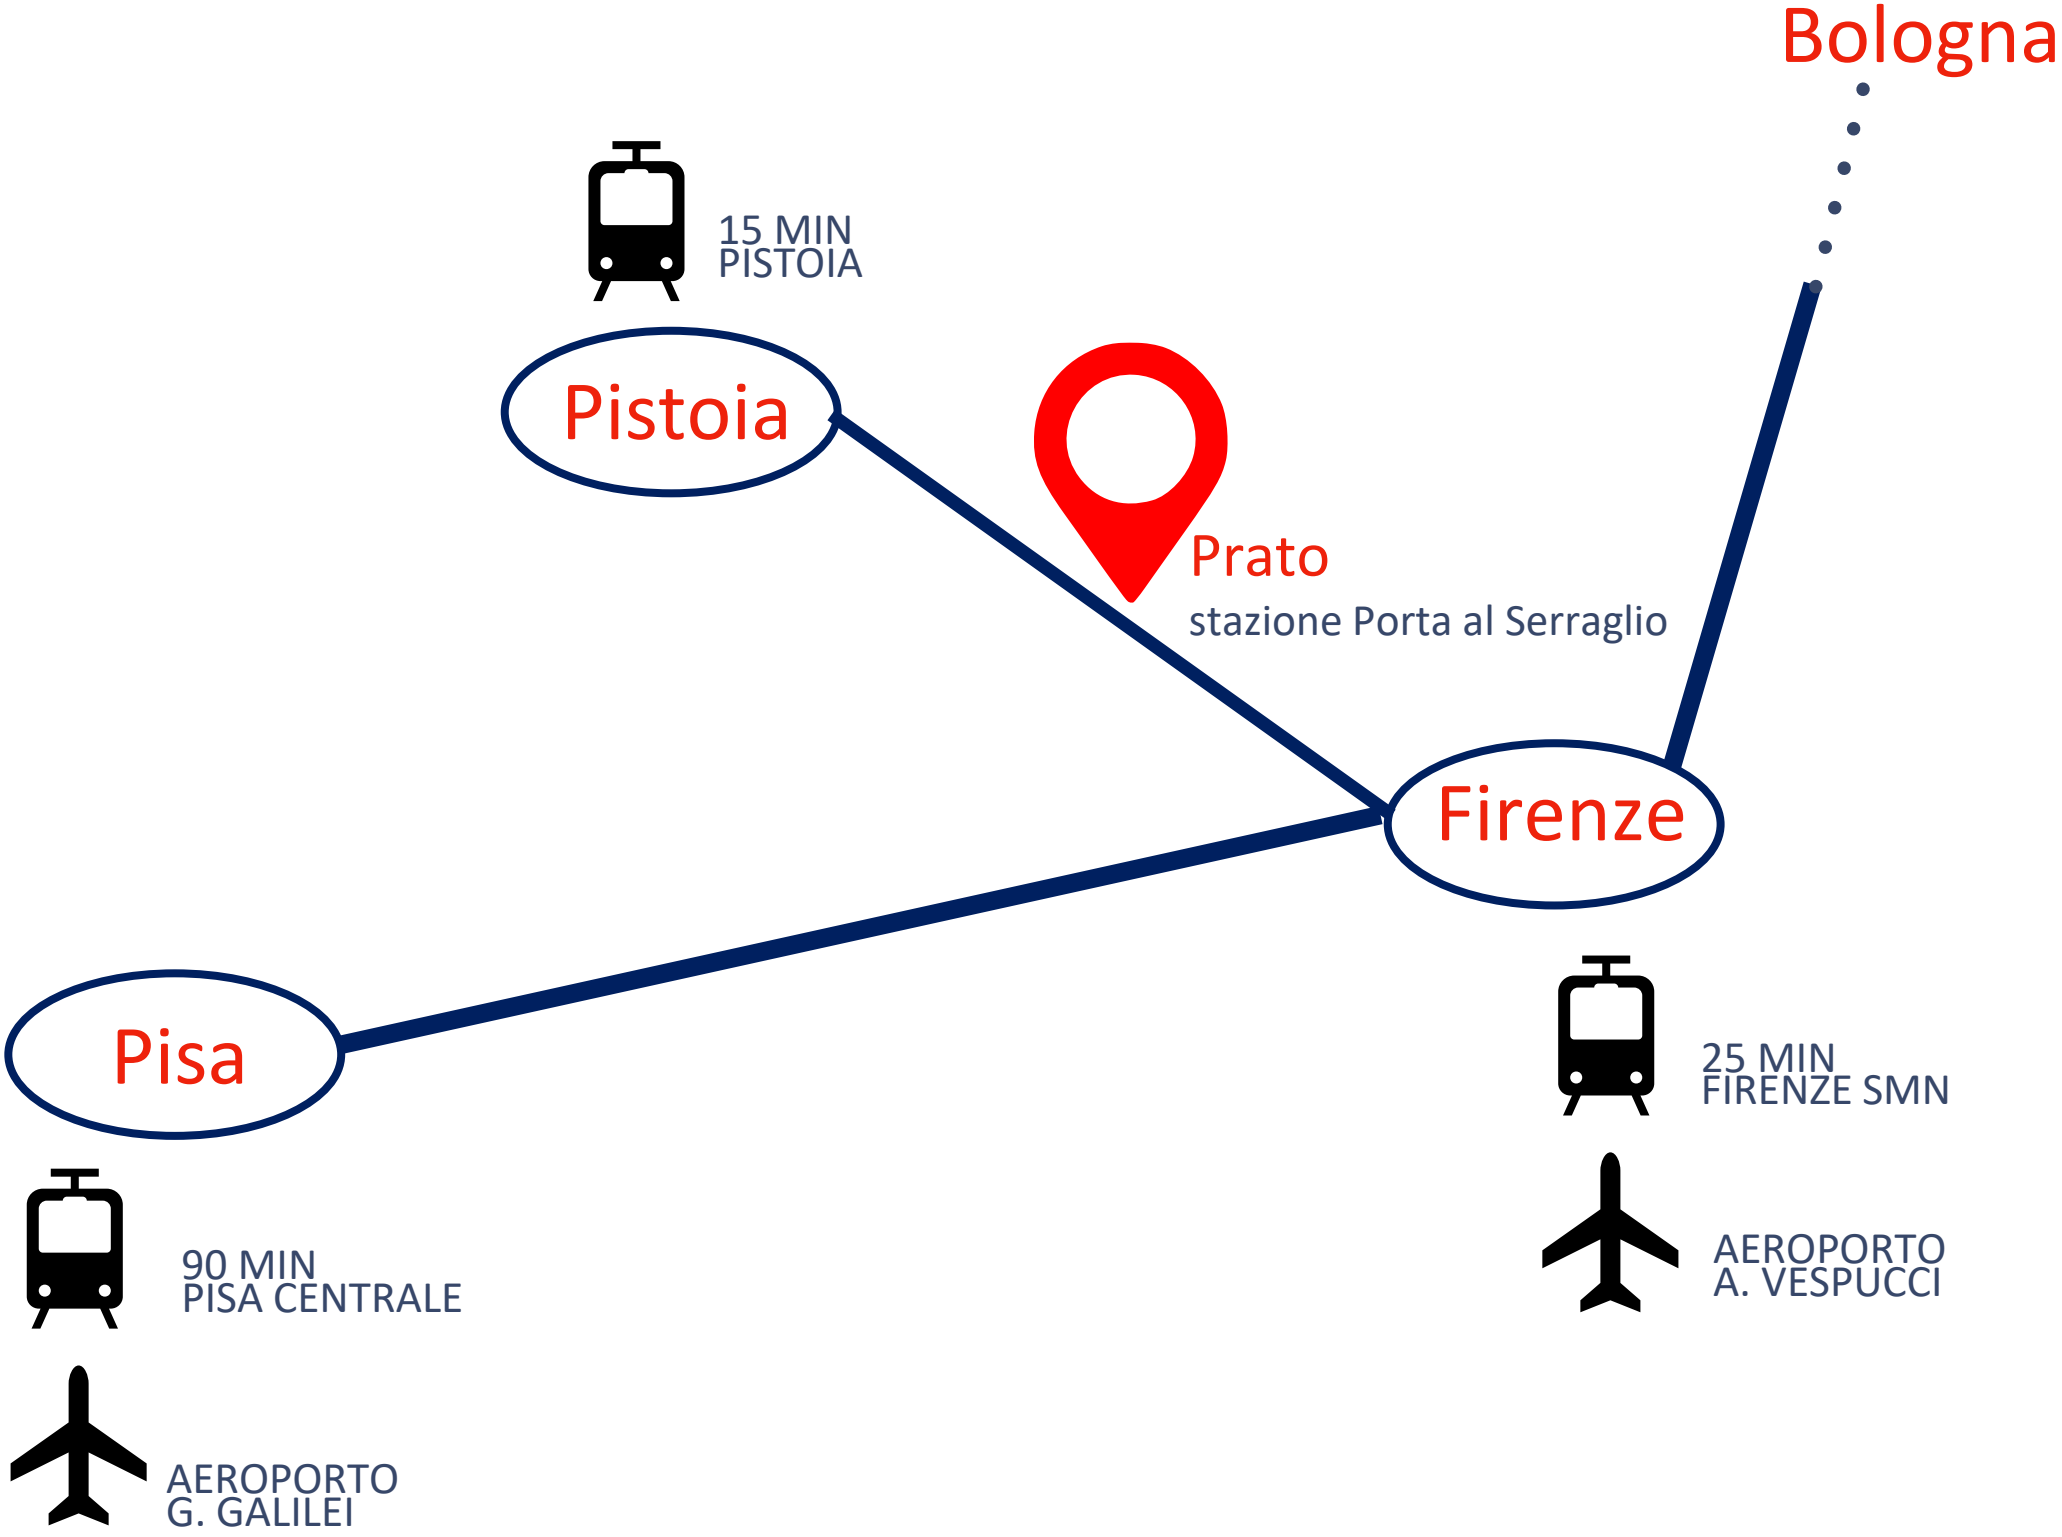 Bologna
15 MIN
PISTOIA
Pistoia
Prato
stazione Porta al Serraglio
Firenze
Pisa
25 MIN
FIRENZE SMN
90 MIN
PISA CENTRALE
AEROPORTO
A. VESPUCCI
AEROPORTO
G. GALILEI